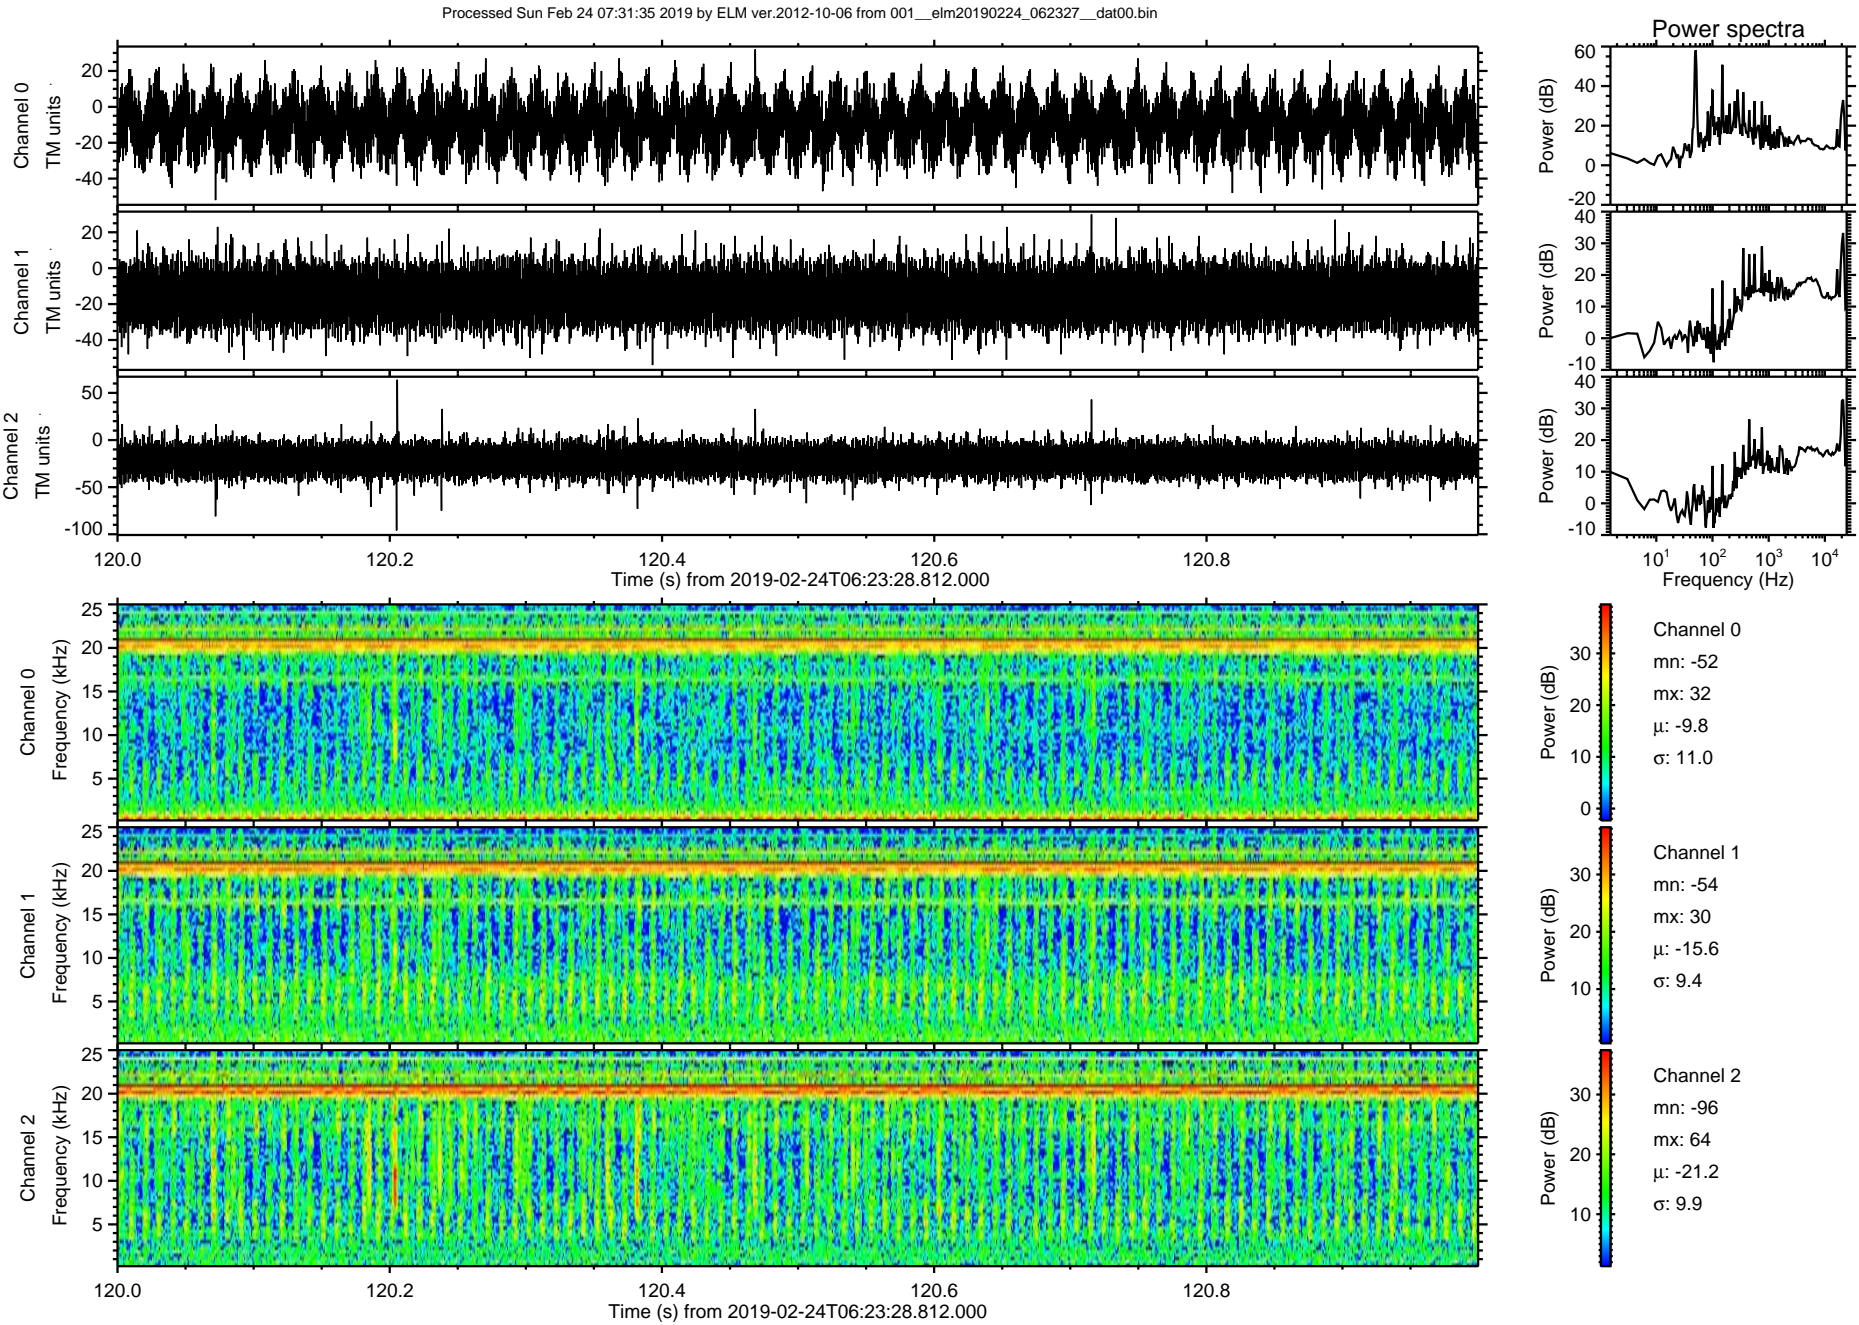 Processed Sun Feb 24 07:31:35 2019 by ELM ver.2012-10-06 from 001__elm20190224_062327__dat00.bin
Power spectra
Channel 0
TM units
20
0
-20
-40
Power (dB)
60
40
20
0
-20
Channel 1
TM units
20
0
-20
-40
Power (dB)
40
30
20
10
0
-10
Channel 2
TM units
50
0
-50
-100
Power (dB)
40
30
20
10
0
-10
120.0 120.2 120.4 120.6 120.8
Time (s) from 2019-02-24T06:23:28.812.000
10¹ 10² 10³ 10⁴
Frequency (Hz)
Channel 0
Frequency (kHz)
25
20
15
10
5
Power (dB)
30
20
10
0
Channel 0
mn: -52
mx: 32
μ: -9.8
σ: 11.0
Channel 1
Frequency (kHz)
25
20
15
10
5
Power (dB)
30
20
10
Channel 1
mn: -54
mx: 30
μ: -15.6
σ: 9.4
Channel 2
Frequency (kHz)
25
20
15
10
5
Power (dB)
30
20
10
Channel 2
mn: -96
mx: 64
μ: -21.2
σ: 9.9
120.0 120.2 120.4 120.6 120.8
Time (s) from 2019-02-24T06:23:28.812.000